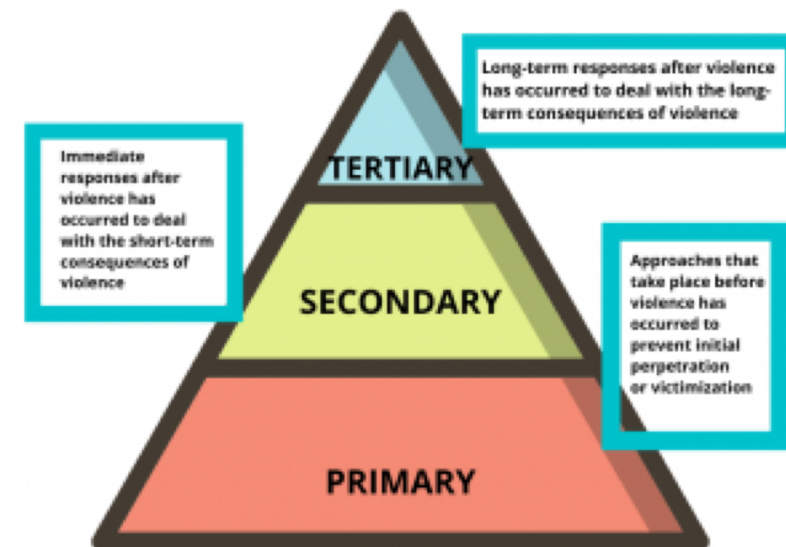 Long-term responses after violence
has occurred to deal with the long-
term consequences of violence
TERTIARY
Immediate
responses after
violence has
occurred to deal
with the short-term
consequences of
violence
SECONDARY
Approaches that
take place before
violence has
occurred to
prevent initial
perpetration
or victimization
PRIMARY